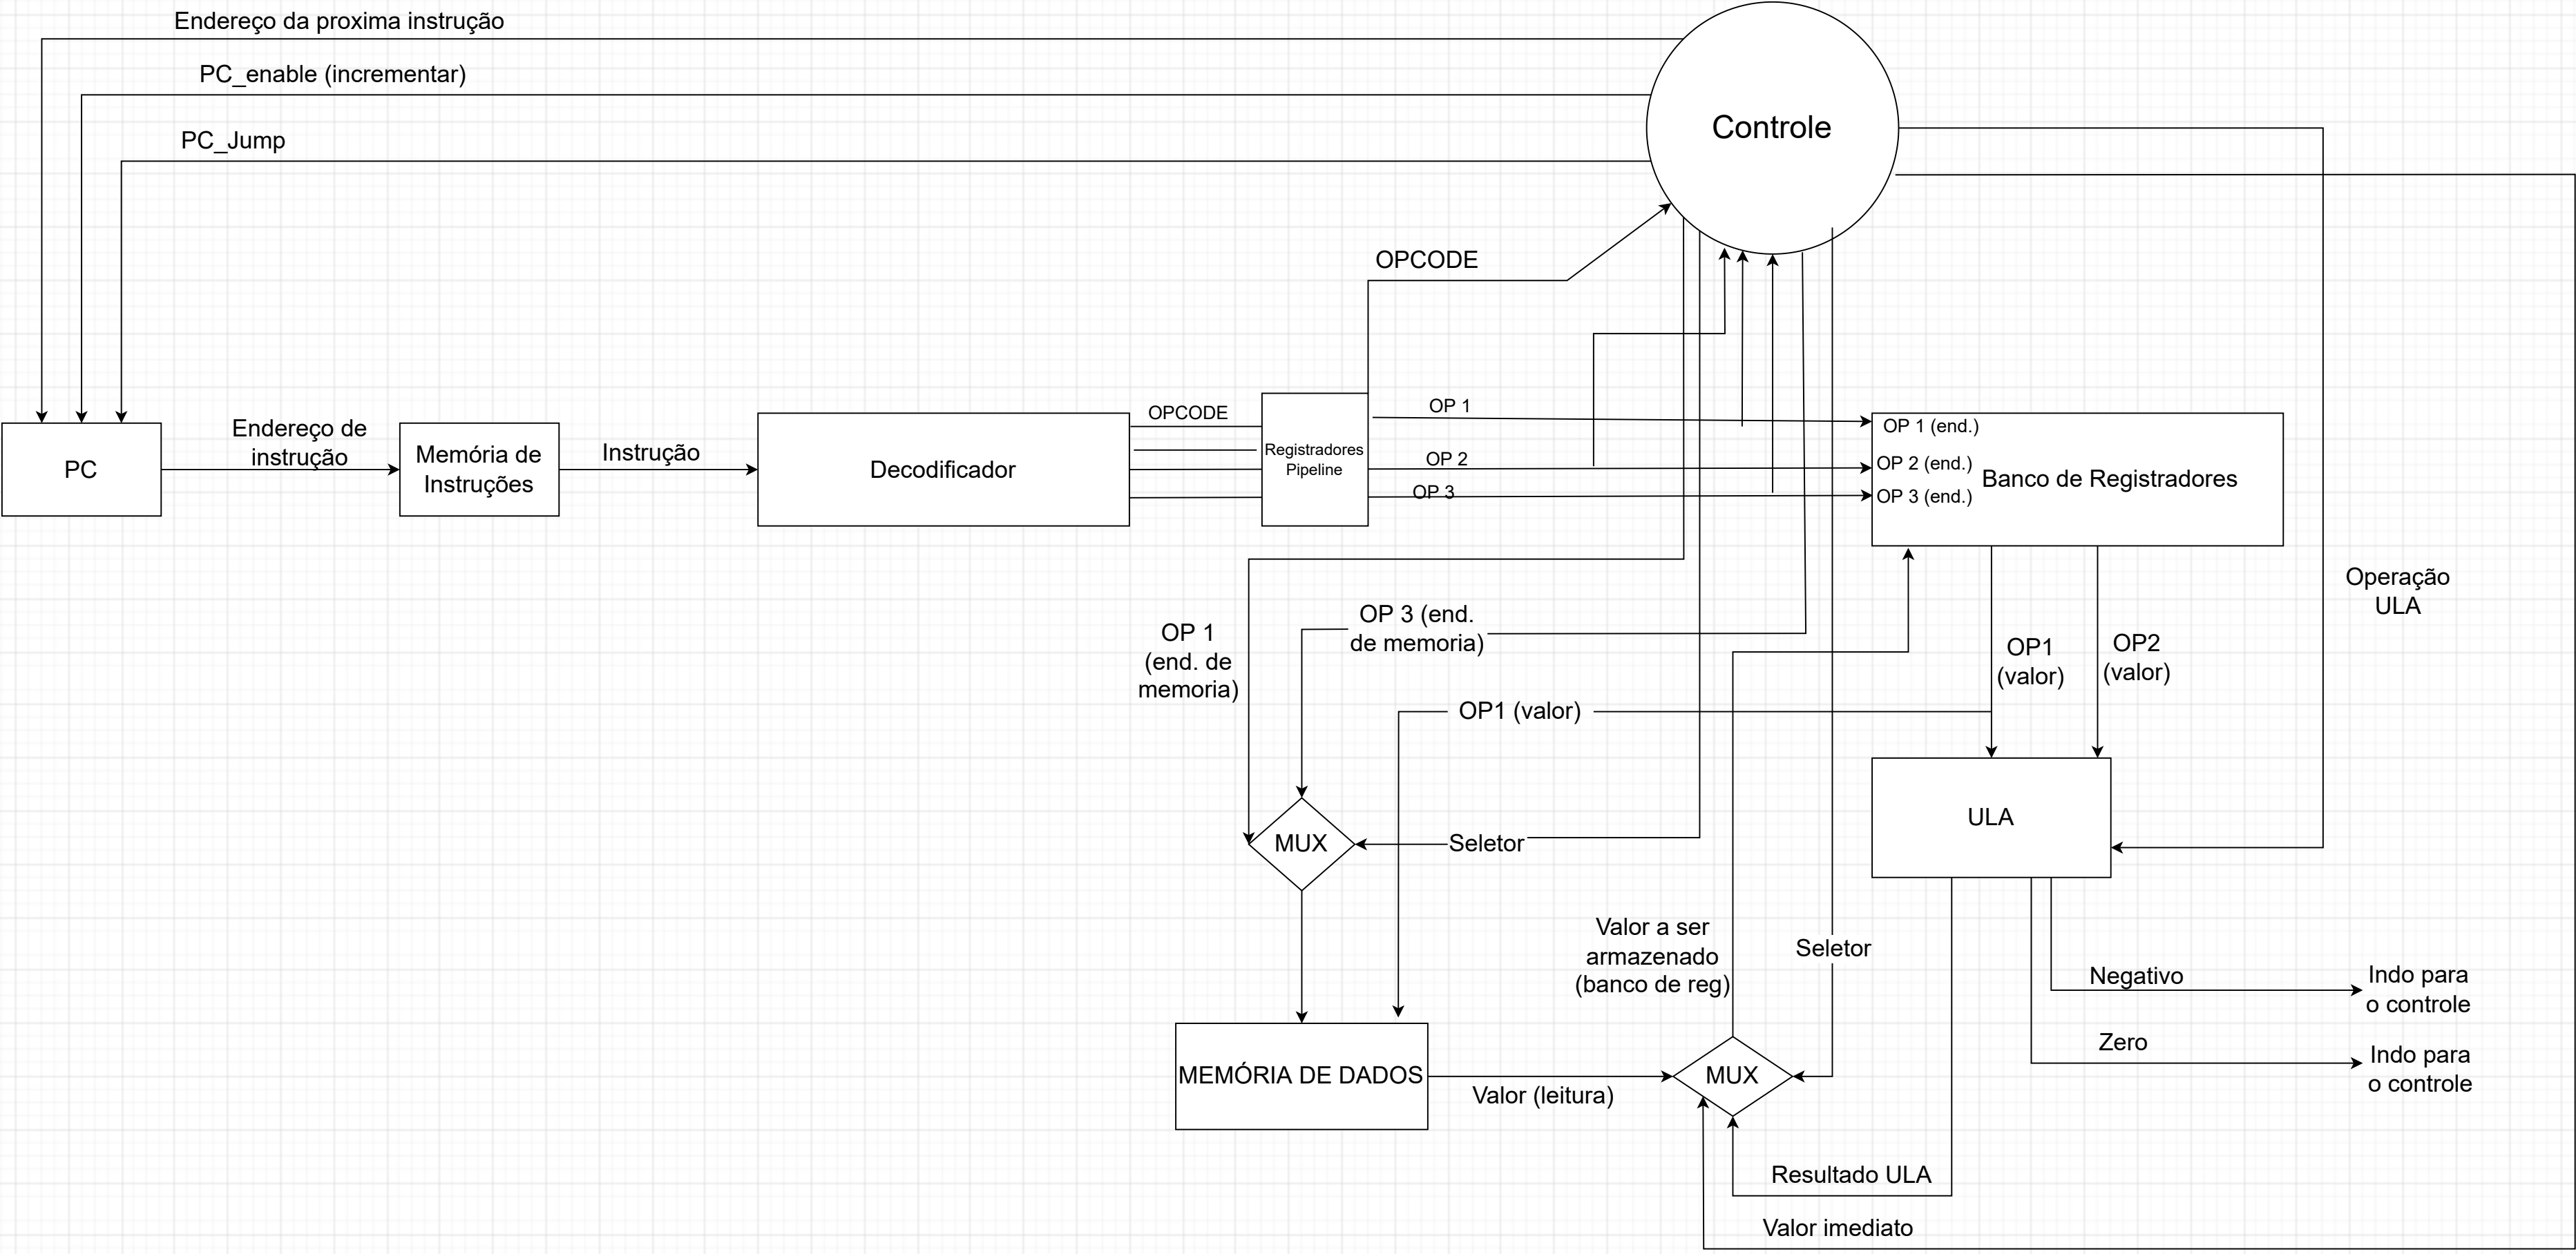 Endereço da proxima instrução
PC_enable (incrementar)
Controle
PC_Jump
OPCODE
OPCODE
OP 1
OP 1 (end.)
Endereço de
instrução
PC
Memória de
Instruções
Instrução
Decodificador
Registradores
Pipeline
OP 2
OP 3
OP 2 (end.)
OP 3 (end.)
Banco de Registradores
Operação
ULA
OP 1
(end. de
memoria)
OP 3 (end.
de memoria)
OP1
(valor)
OP2
(valor)
OP1 (valor)
ULA
MUX
Seletor
Valor a ser
armazenado
(banco de reg)
Seletor
Negativo
Indo para
o controle
Zero
Indo para
o controle
MEMÓRIA DE DADOS
Valor (leitura)
MUX
Resultado ULA
Valor imediato